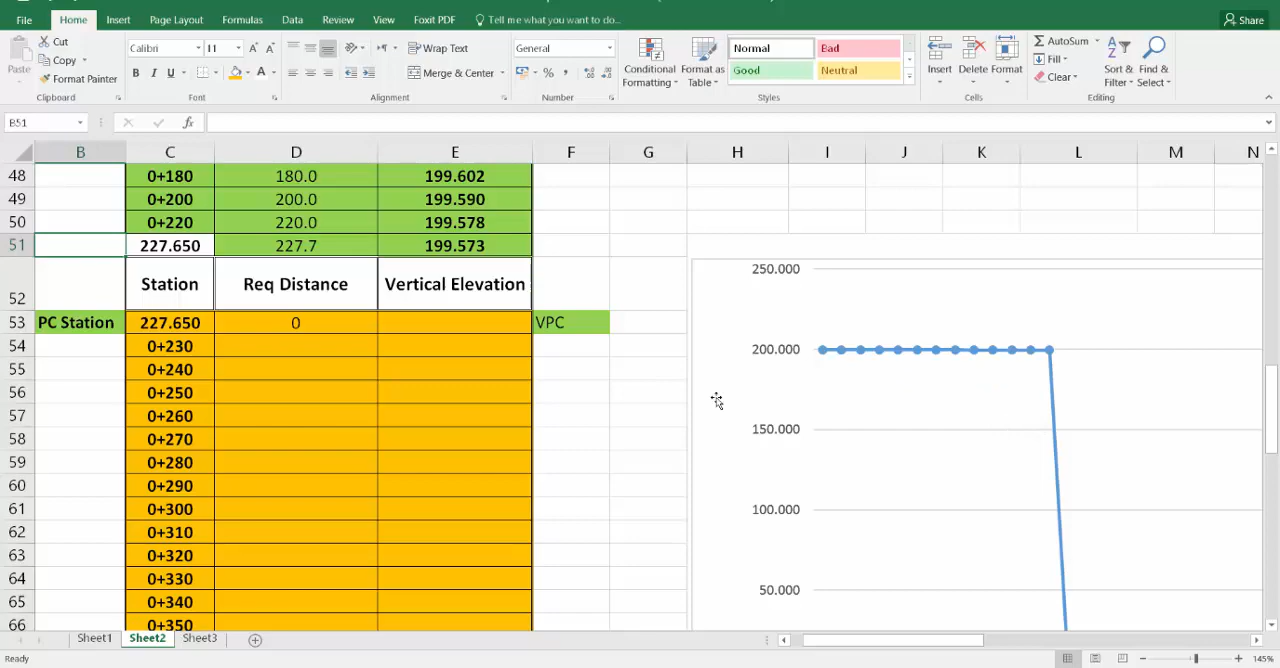 File Home Insert Page Layout Formulas Data Review View Foxit PDF Tell me what you want to do... Share
Paste Cut Copy Format Painter Clipboard
Calibri 11 A A B I U A Font
Wrap Text Merge & Center Alignment
General % , Number
Conditional Formatting Format as Table Normal Bad Good Neutral Styles
Insert Delete Format Cells
AutoSum Fill Clear Sort & Filter Find & Select Editing
B51 fx
B C D E F G H I J K L M N
48 0+180 180.0 199.602
49 0+200 200.0 199.590
50 0+220 220.0 199.578
51 227.650 227.7 199.573
52 Station Req Distance Vertical Elevation
53 PC Station 227.650 0 VPC
54 0+230
55 0+240
56 0+250
57 0+260
58 0+270
59 0+280
60 0+290
61 0+300
62 0+310
63 0+320
64 0+330
65 0+340
66 0+350
250.000
200.000
150.000
100.000
50.000
Sheet1 Sheet2 Sheet3
Ready 145%